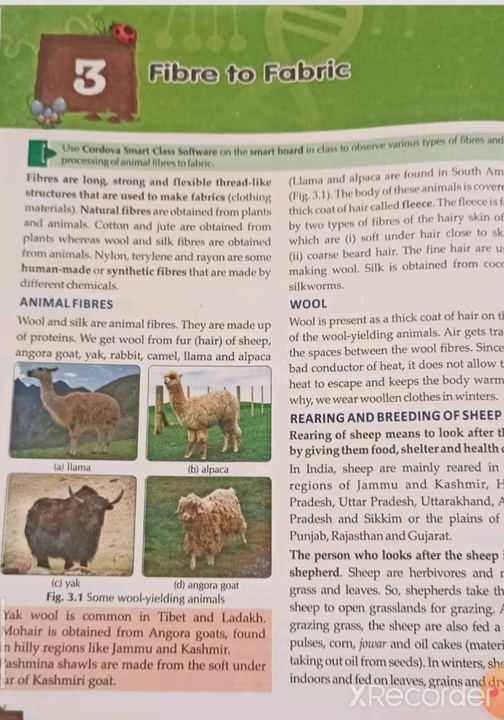 3
Fibre to Fabric
Use Cordova Smart Class Software on the smart board in class to observe various types of fibres and
processing of animal fibres to fabric.
Fibres are long, strong and flexible thread-like
structures that are used to make fabrics (clothing
materials). Natural fibres are obtained from plants
and animals. Cotton and jute are obtained from
plants whereas wool and silk fibres are obtained
from animals. Nylon, terylene and rayon are some
human-made or synthetic fibres that are made by
different chemicals.
ANIMAL FIBRES
Wool and silk are animal fibres. They are made up
of proteins. We get wool from fur (hair) of sheep,
angora goat, yak, rabbit, camel, llama and alpaca
(a) llama
(b) alpaca
(c) yak
(d) angora goat
Fig. 3.1 Some wool-yielding animals
Yak wool is common in Tibet and Ladakh.
Mohair is obtained from Angora goats, found
in hilly regions like Jammu and Kashmir.
Pashmina shawls are made from the soft under
fur of Kashmiri goat.
(Llama and alpaca are found in South Am
(Fig. 3.1). The body of these animals is cover
thick coat of hair called fleece. The fleece is f
by two types of fibres of the hairy skin of
which are (i) soft under hair close to sk
(ii) coarse beard hair. The fine hair are u
making wool. Silk is obtained from coco
silkworms.
WOOL
Wool is present as a thick coat of hair on th
of the wool-yielding animals. Air gets tra
the spaces between the wool fibres. Since
bad conductor of heat, it does not allow t
heat to escape and keeps the body warm
why, we wear woollen clothes in winters.
REARING AND BREEDING OF SHEEP
Rearing of sheep means to look after th
by giving them food, shelter and health c
In India, sheep are mainly reared in
regions of Jammu and Kashmir, H
Pradesh, Uttar Pradesh, Uttarakhand, A
Pradesh and Sikkim or the plains of
Punjab, Rajasthan and Gujarat.
The person who looks after the sheep i
shepherd. Sheep are herbivores and r
grass and leaves. So, shepherds take th
sheep to open grasslands for grazing. A
grazing grass, the sheep are also fed a
pulses, corn, jowar and oil cakes (materi
taking out oil from seeds). In winters, she
indoors and fed on leaves, grains and dry
XRecorder